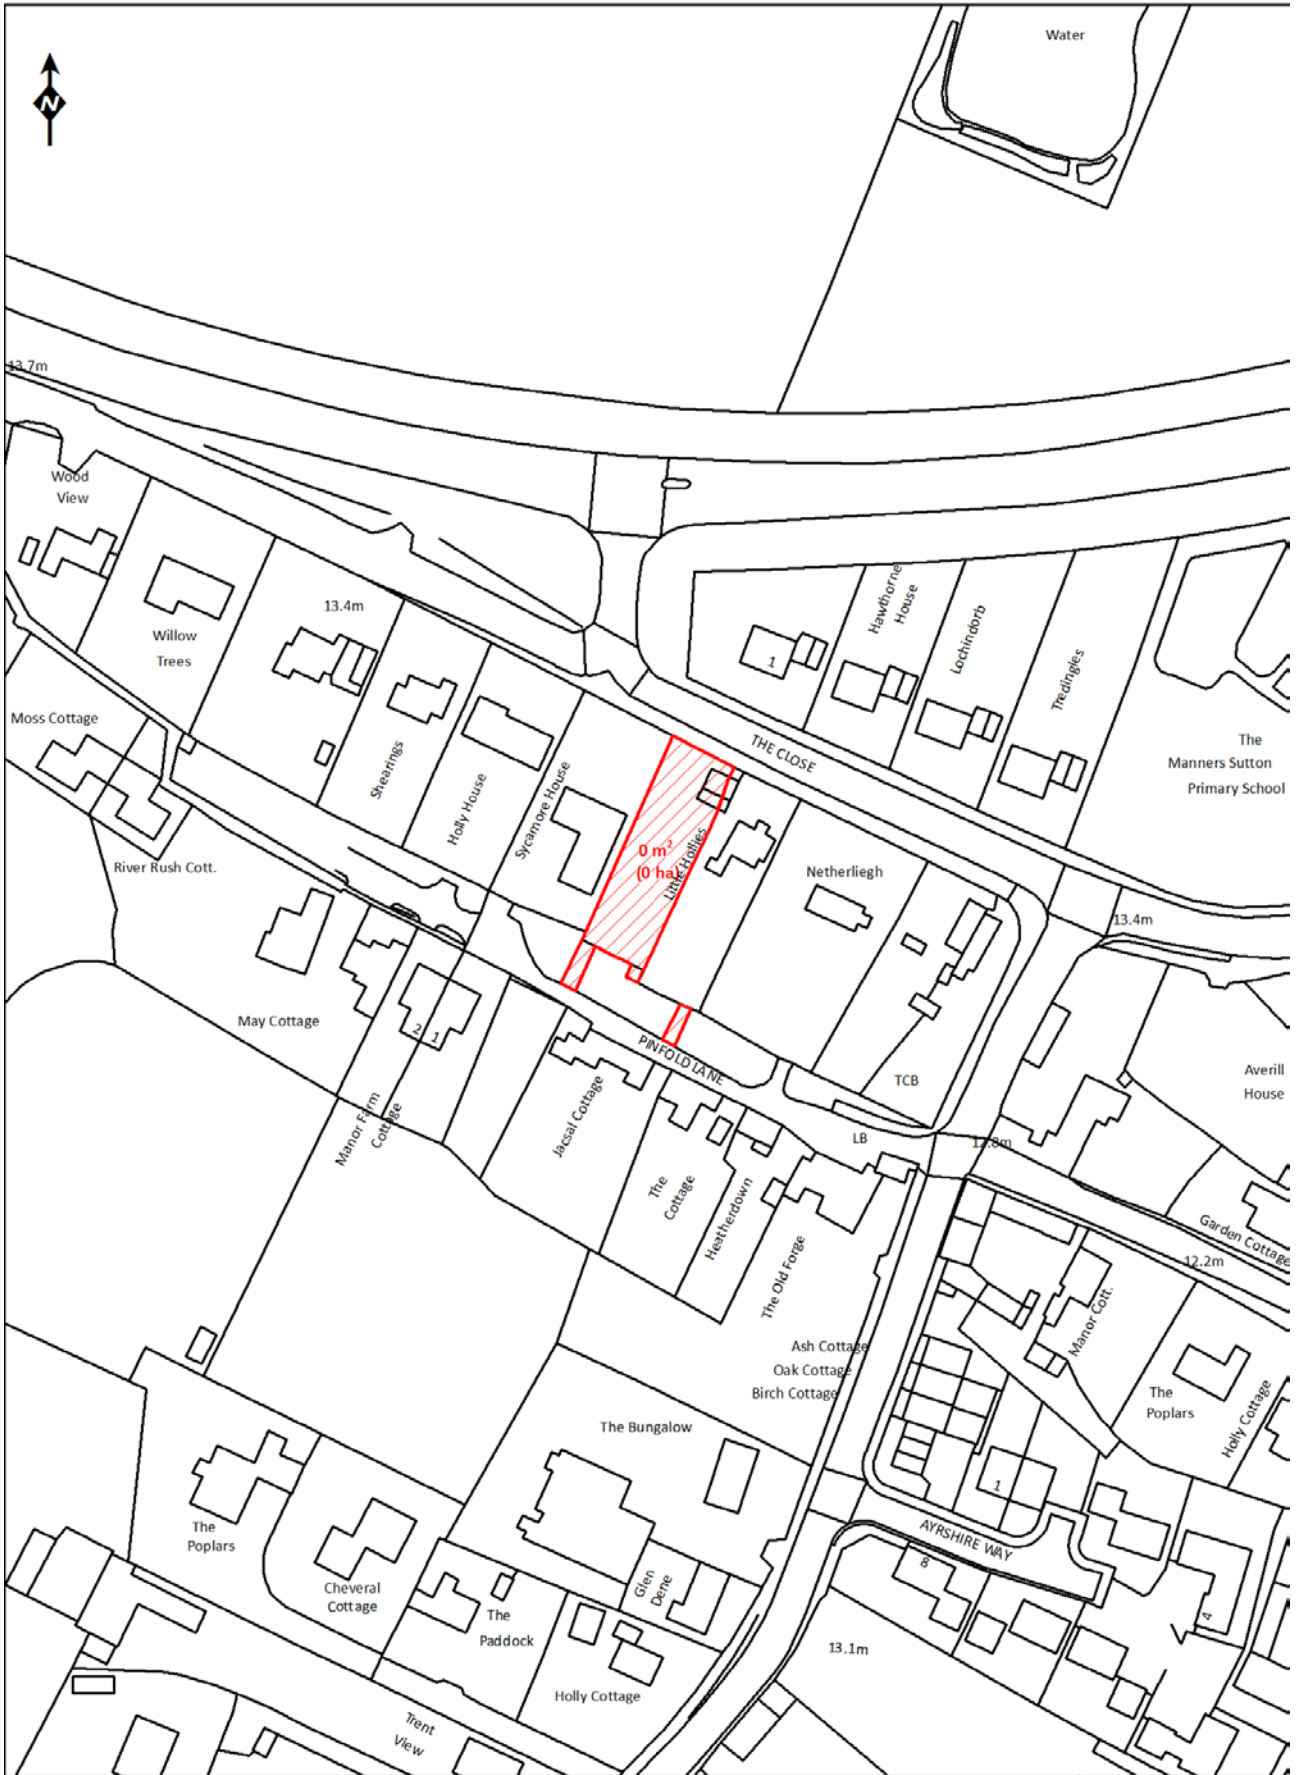 Water
N
13.7m
Wood
View
Hawthorne
House
13.4m
Willow
Trees
Lochindorb
1
Tredingles
Moss Cottage
THE CLOSE
The
Manners Sutton
Primary School
Shearings
Holly House
Sycamore House
0 m²
(0 ha)
Little Hollies
River Rush Cott.
Netherliegh
13.4m
May Cottage
2
1
PINFOLD LANE
TCB
Averill
House
Manor Farm
Cottage
Jacsal Cottage
LB
12.8m
The
Cottage
Heatherdown
The Old Forge
Garden Cottage
12.2m
Manor Cott.
Ash Cottage
Oak Cottage
Birch Cottage
The
Poplars
Holly Cottage
The Bungalow
1
The
Poplars
AYRSHIRE WAY
8
Cheveral
Cottage
Glen
Dene
The
Paddock
4
13.1m
Holly Cottage
Trent
View